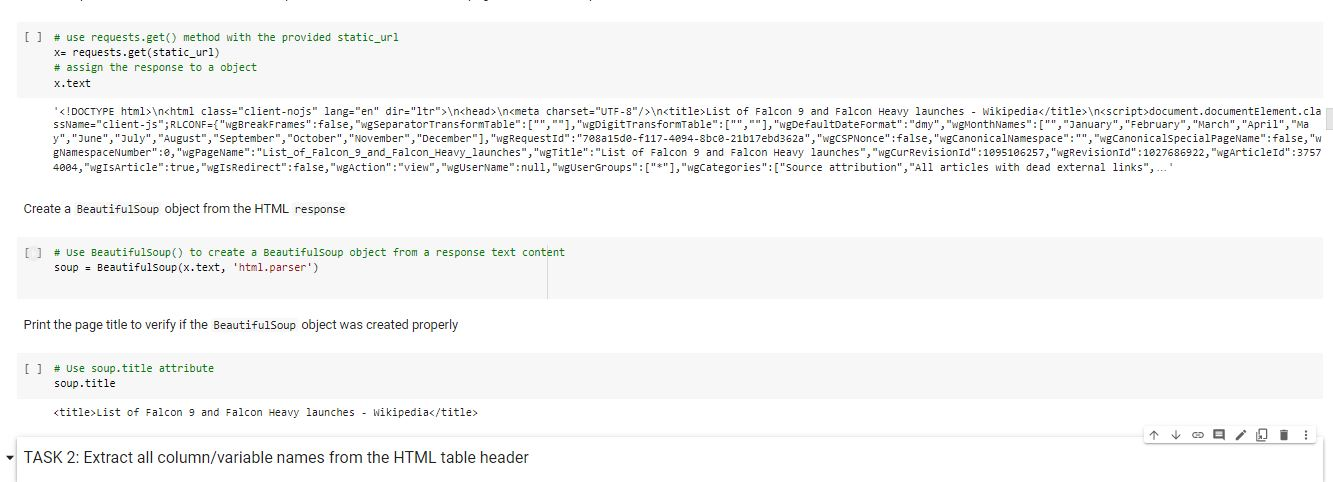 [ ] # use requests.get() method with the provided static_url
x= requests.get(static_url)
# assign the response to a object
x.text
'<!DOCTYPE html>\n<html class="client-nojs" lang="en" dir="ltr">\n<head>\n<meta charset="UTF-8"/>\n<title>List of Falcon 9 and Falcon Heavy launches - Wikipedia</title>\n<script>document.documentElement.cla
ssName="client-js";RLCONF={"wgBreakFrames":false,"wgSeparatorTransformTable":["",""],"wgDigitTransformTable":["",""],"wgDefaultDateFormat":"dmy","wgMonthNames":["","January","February","March","April","Ma
y","June","July","August","September","October","November","December"],"wgRequestId":"708a15d0-f117-4094-8bc0-21b17ebd362a","wgCSPNonce":false,"wgCanonicalNamespace":"","wgCanonicalSpecialPageName":false,"w
gNamespaceNumber":0,"wgPageName":"List_of_Falcon_9_and_Falcon_Heavy_launches","wgTitle":"List of Falcon 9 and Falcon Heavy launches","wgCurRevisionId":1095106257,"wgRevisionId":1027686922,"wgArticleId":3757
4004,"wgIsArticle":true,"wgIsRedirect":false,"wgAction":"view","wgUserName":null,"wgUserGroups":["*"],"wgCategories":["Source attribution","All articles with dead external links",...'
Create a BeautifulSoup object from the HTML response
[ ] # Use BeautifulSoup() to create a BeautifulSoup object from a response text content
soup = BeautifulSoup(x.text, 'html.parser')
Print the page title to verify if the BeautifulSoup object was created properly
[ ] # Use soup.title attribute
soup.title
<title>List of Falcon 9 and Falcon Heavy launches - Wikipedia</title>
TASK 2: Extract all column/variable names from the HTML table header